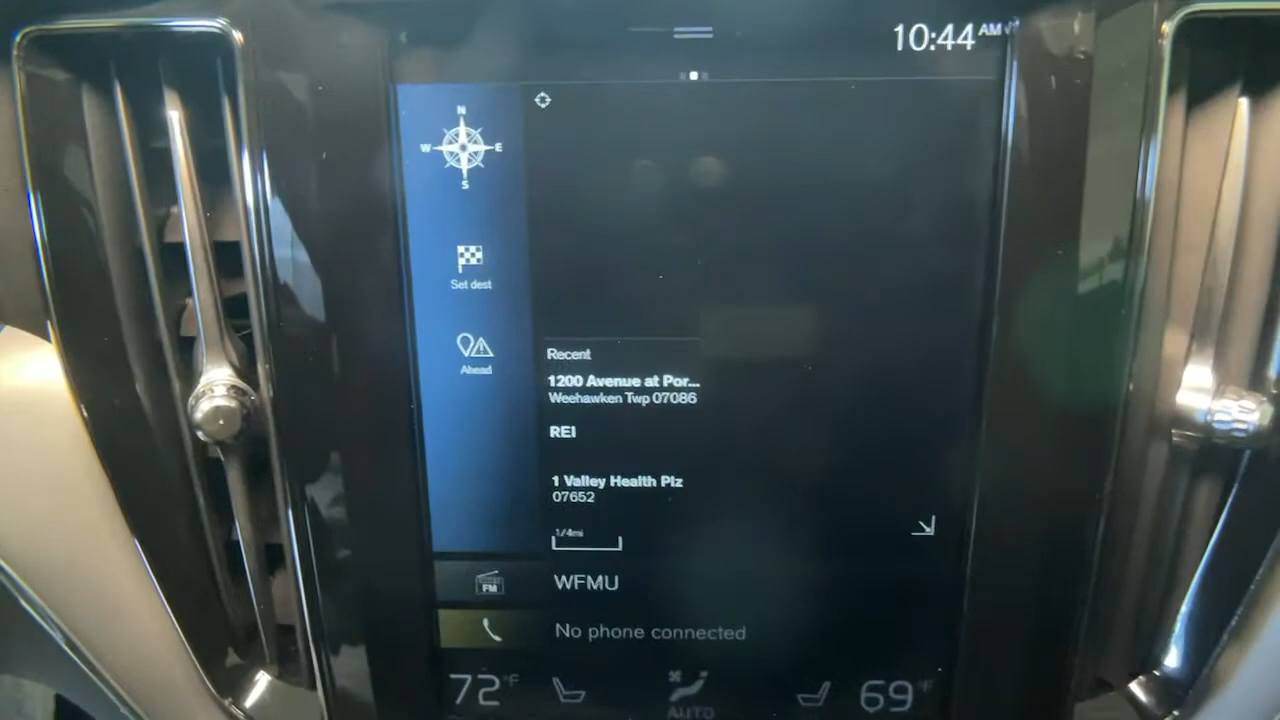 10:44 AM
N
W E
S
Set dest
Ahead
Recent
1200 Avenue at Por...
Weehawken Twp 07086
REI
1 Valley Health Plz
07652
1/4mi
FM
WFMU
No phone connected
72°F
AUTO
69°F